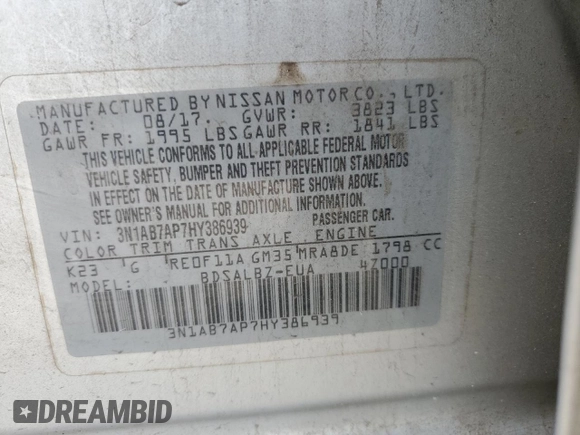 MANUFACTURED BY NISSAN MOTOR CO., LTD.
DATE: 08/17 GVWR: 3823 LBS
GAWR FR: 1995 LBS GAWR RR: 1841 LBS
THIS VEHICLE CONFORMS TO ALL APPLICABLE FEDERAL MOTOR
VEHICLE SAFETY, BUMPER AND THEFT PREVENTION STANDARDS
IN EFFECT ON THE DATE OF MANUFACTURE SHOWN ABOVE.
SEE OWNER'S MANUAL FOR ADDITIONAL INFORMATION.
VIN: 3N1AB7AP7HY386939 PASSENGER CAR.
COLOR TRIM TRANS AXLE ENGINE
K23 G RE0F11A GM35 MRA8DE 1798 CC
MODEL: BDSALBZ-EUA 47000
3N1AB7AP7HY386939
DREAMBID